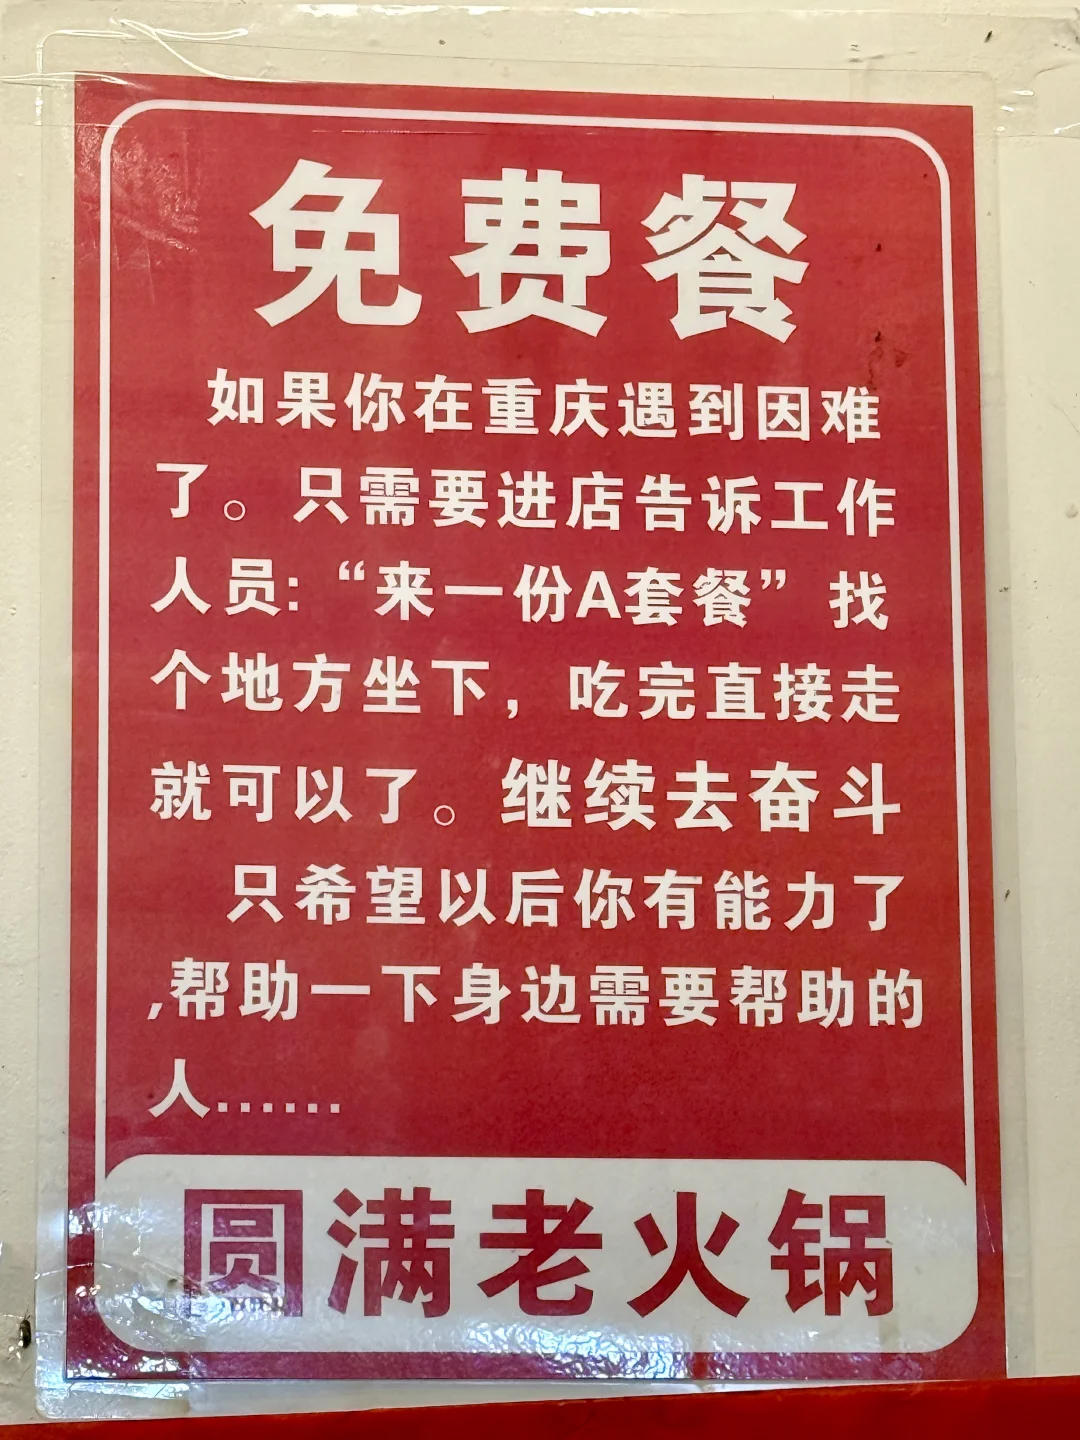 免费餐
如果你在重庆遇到因难
了。只需要进店告诉工作
人员:“来一份A套餐”找
个地方坐下，吃完直接走
就可以了。继续去奋斗
只希望以后你有能力了
,帮助一下身边需要帮助的
人......
圆满老火锅